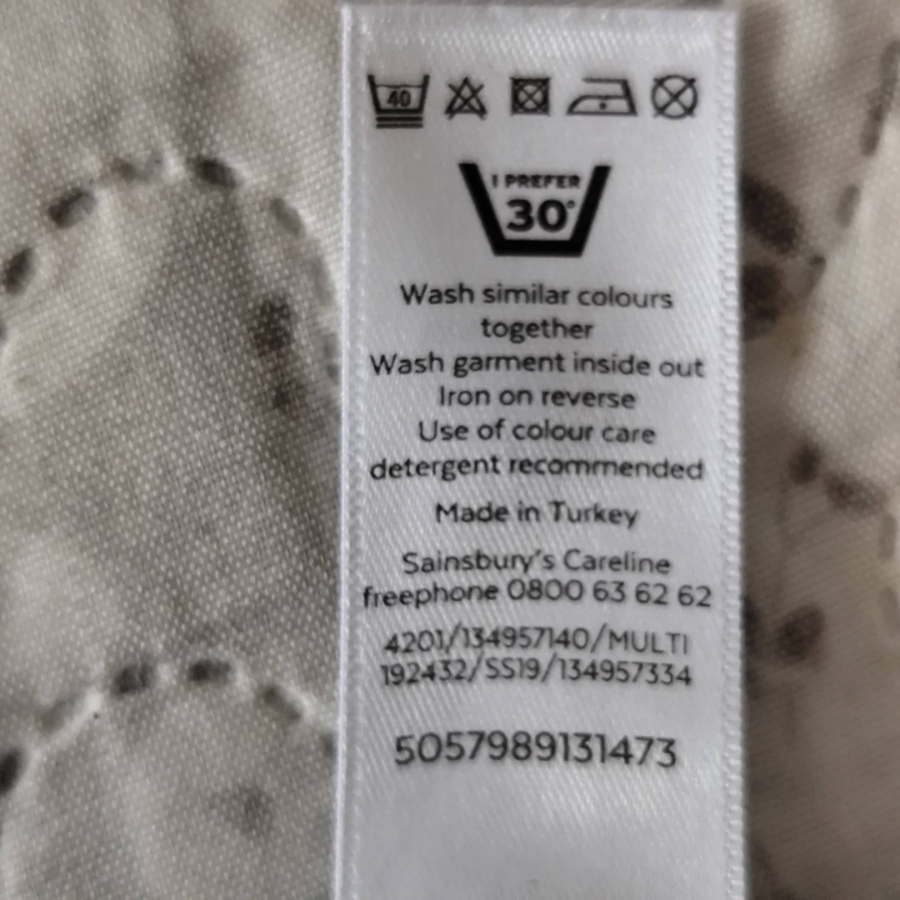 40
I PREFER
30°
Wash similar colours
together
Wash garment inside out
Iron on reverse
Use of colour care
detergent recommended
Made in Turkey
Sainsbury's Careline
freephone 0800 63 62 62
4201/134957140/MULTI
192432/SS19/134957334
5057989131473